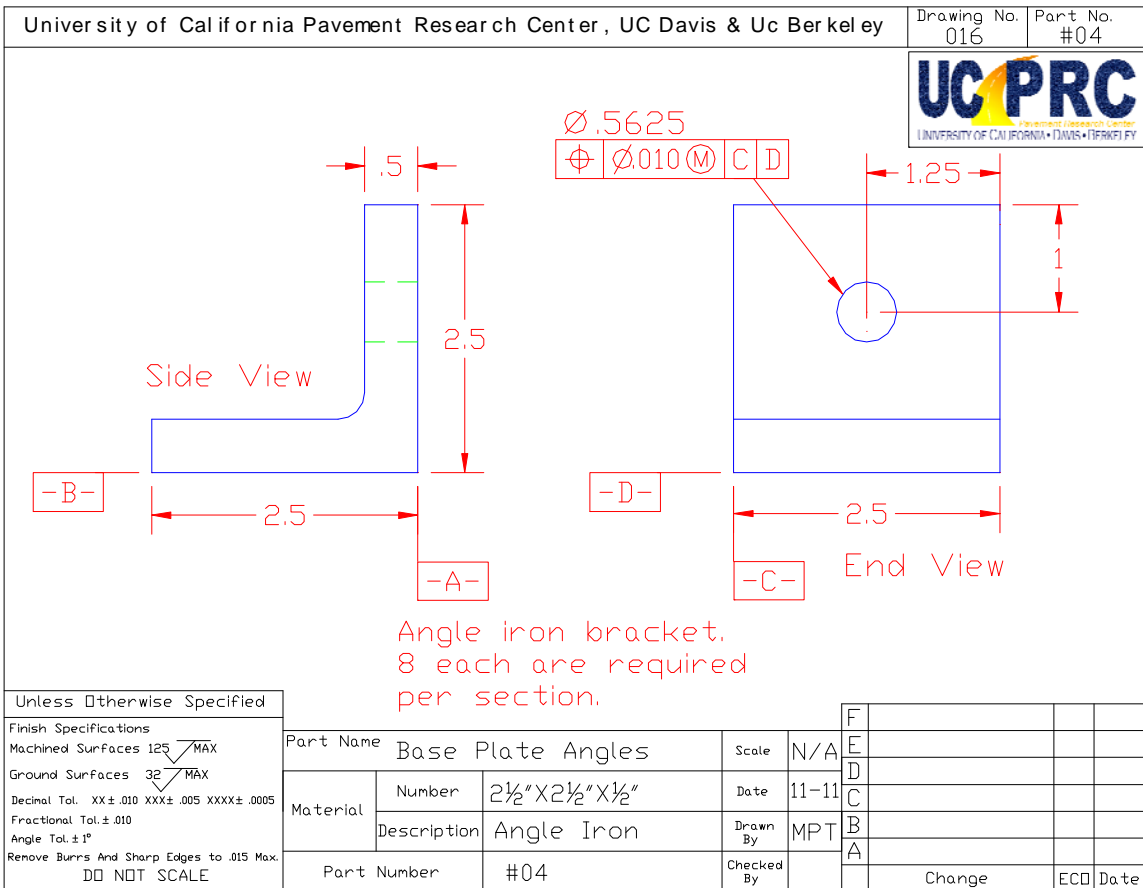 University of California Pavement Research Center, UC Davis & Uc Berkeley
Drawing No.
016
Part No.
#04
UC PRC
Pavement Research Center
UNIVERSITY OF CALIFORNIA • DAVIS • BERKELEY
Ø.5625
⌖ Ø.010 Ⓜ C D
.5
1.25
1
2.5
Side View
-B-
2.5
-A-
-D-
2.5
-C-
End View
Angle iron bracket.
8 each are required
per section.
Unless Otherwise Specified
Finish Specifications
Machined Surfaces 125 MAX
Ground Surfaces 32 MAX
Decimal Tol. XX± .010 XXX± .005 XXXX± .0005
Fractional Tol.± .010
Angle Tol.± 1°
Remove Burrs And Sharp Edges to .015 Max.
DO NOT SCALE
Part Name Base Plate Angles
Scale N/A
Material
Number 2½"X2½"X½"
Date 11-11
Description Angle Iron
Drawn By MPT
Part Number #04
Checked By
F
E
D
C
B
A
Change ECO Date